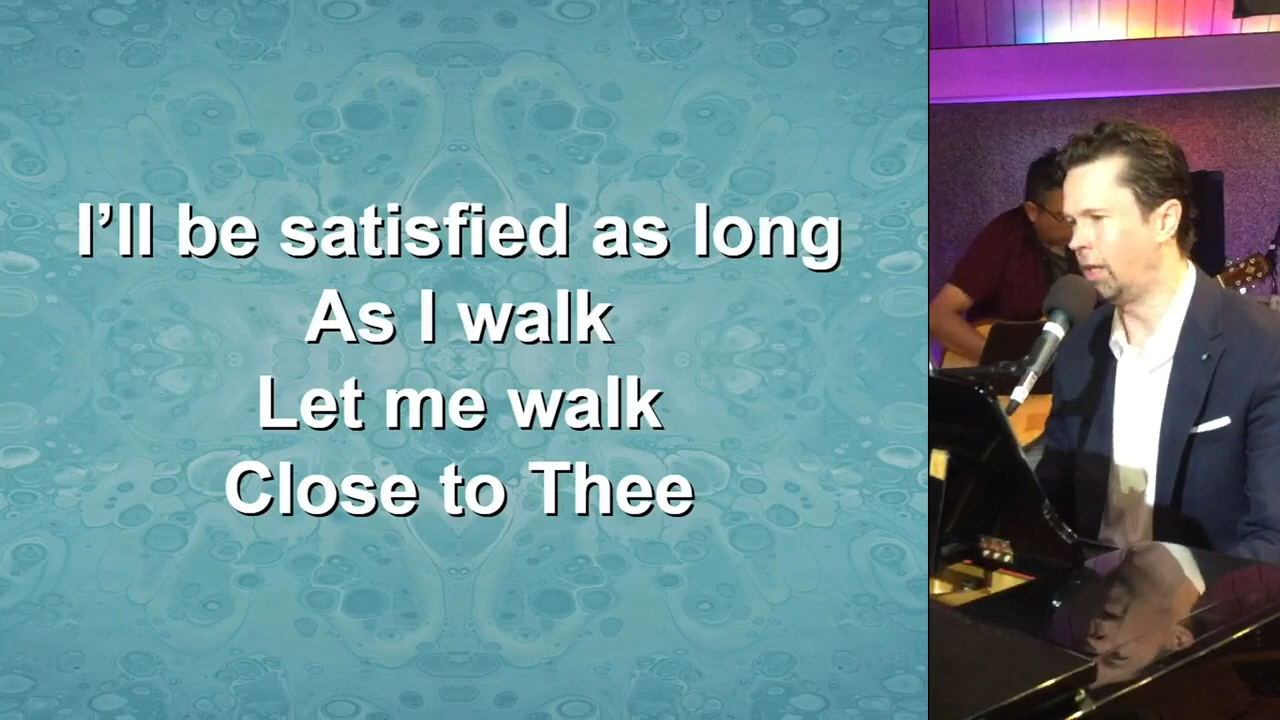 I’ll be satisfied as long
As I walk
Let me walk
Close to Thee